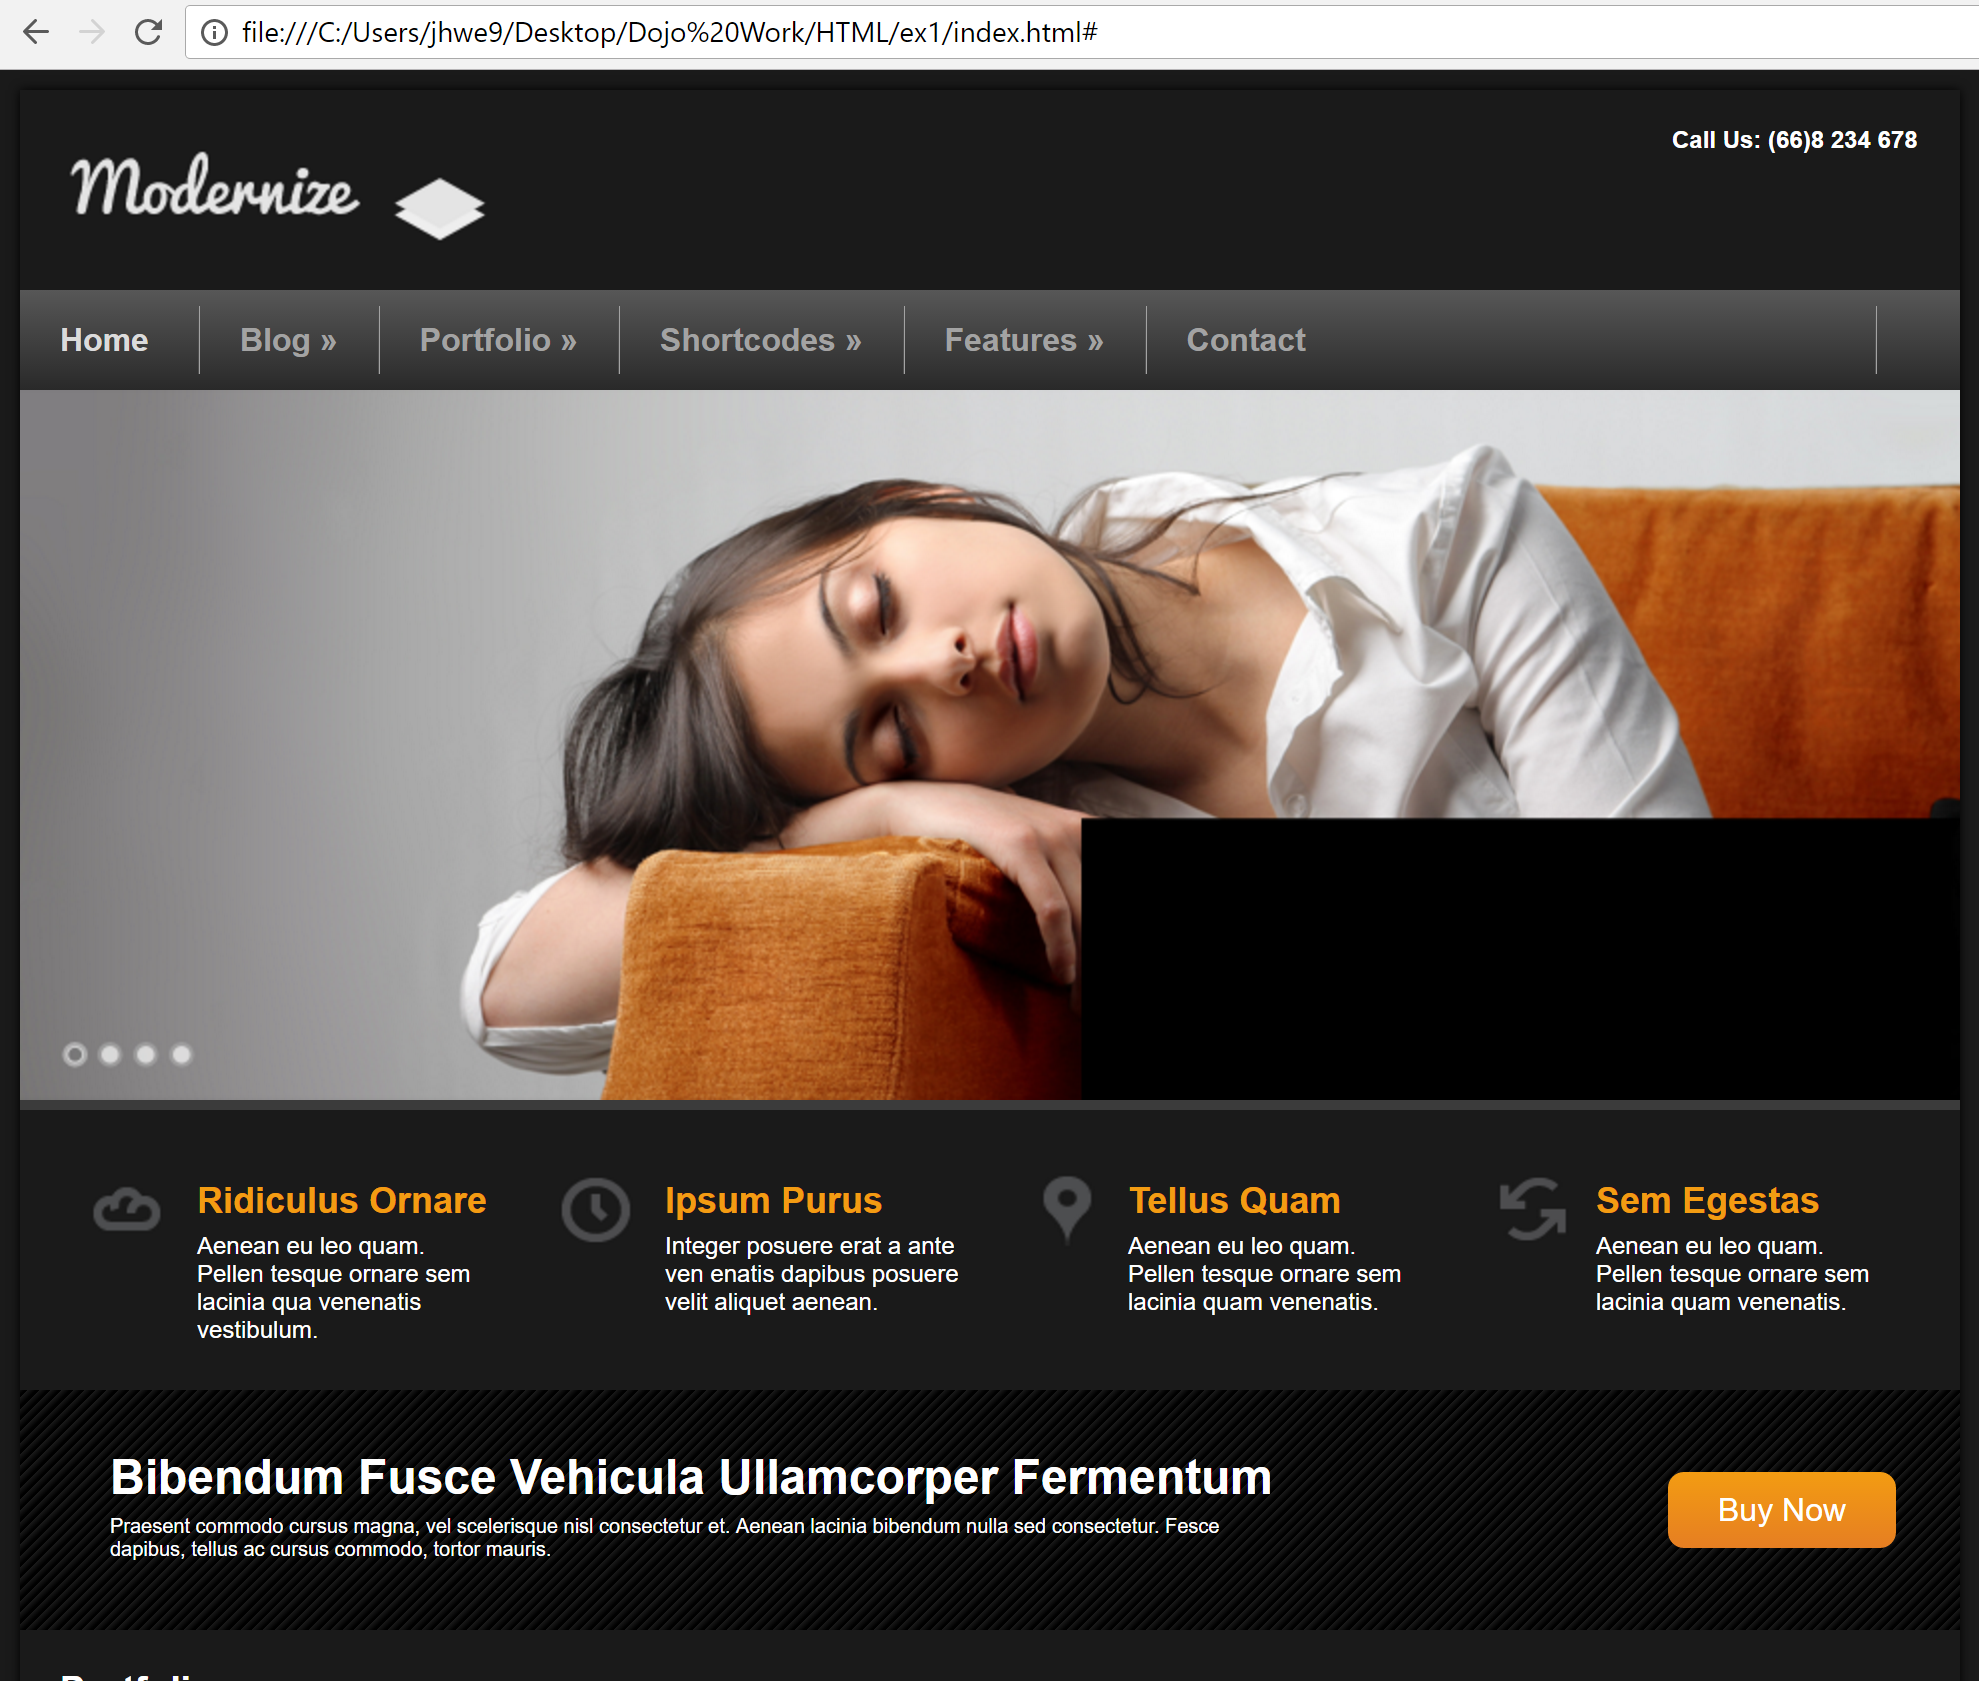 file:///C:/Users/jhwe9/Desktop/Dojo%20Work/HTML/ex1/index.html#
Call Us: (66)8 234 678
Modernize
Home
Blog »
Portfolio »
Shortcodes »
Features »
Contact
Ridiculus Ornare
Aenean eu leo quam.
Pellen tesque ornare sem
lacinia qua venenatis
vestibulum.
Ipsum Purus
Integer posuere erat a ante
ven enatis dapibus posuere
velit aliquet aenean.
Tellus Quam
Aenean eu leo quam.
Pellen tesque ornare sem
lacinia quam venenatis.
Sem Egestas
Aenean eu leo quam.
Pellen tesque ornare sem
lacinia quam venenatis.
Bibendum Fusce Vehicula Ullamcorper Fermentum
Praesent commodo cursus magna, vel scelerisque nisl consectetur et. Aenean lacinia bibendum nulla sed consectetur. Fesce
dapibus, tellus ac cursus commodo, tortor mauris.
Buy Now